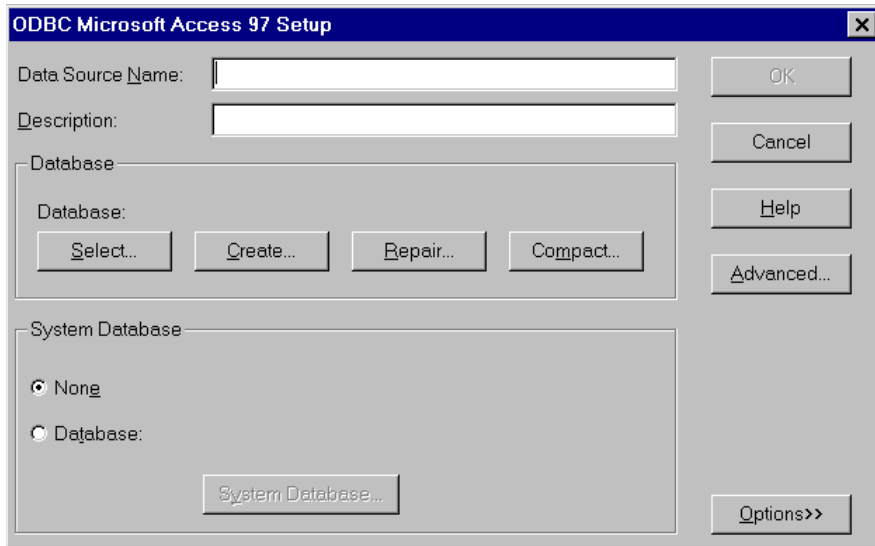 ODBC Microsoft Access 97 Setup
Data Source Name:
OK
Description:
Cancel
Database
Database:
Help
Select...
Create...
Repair...
Compact...
Advanced...
System Database
None
Database:
System Database...
Options>>